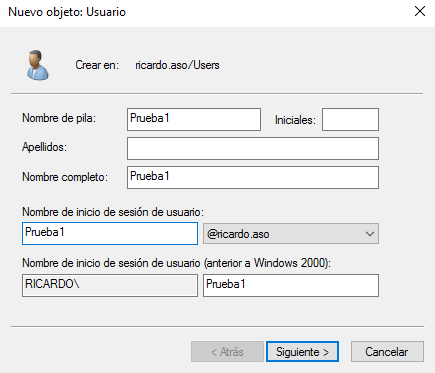 Nuevo objeto: Usuario
Crear en: ricardo.aso/Users
Nombre de pila: Prueba1 Iniciales:
Apellidos:
Nombre completo: Prueba1
Nombre de inicio de sesión de usuario:
Prueba1 @ricardo.aso
Nombre de inicio de sesión de usuario (anterior a Windows 2000):
RICARDO\ Prueba1
< Atrás Siguiente > Cancelar